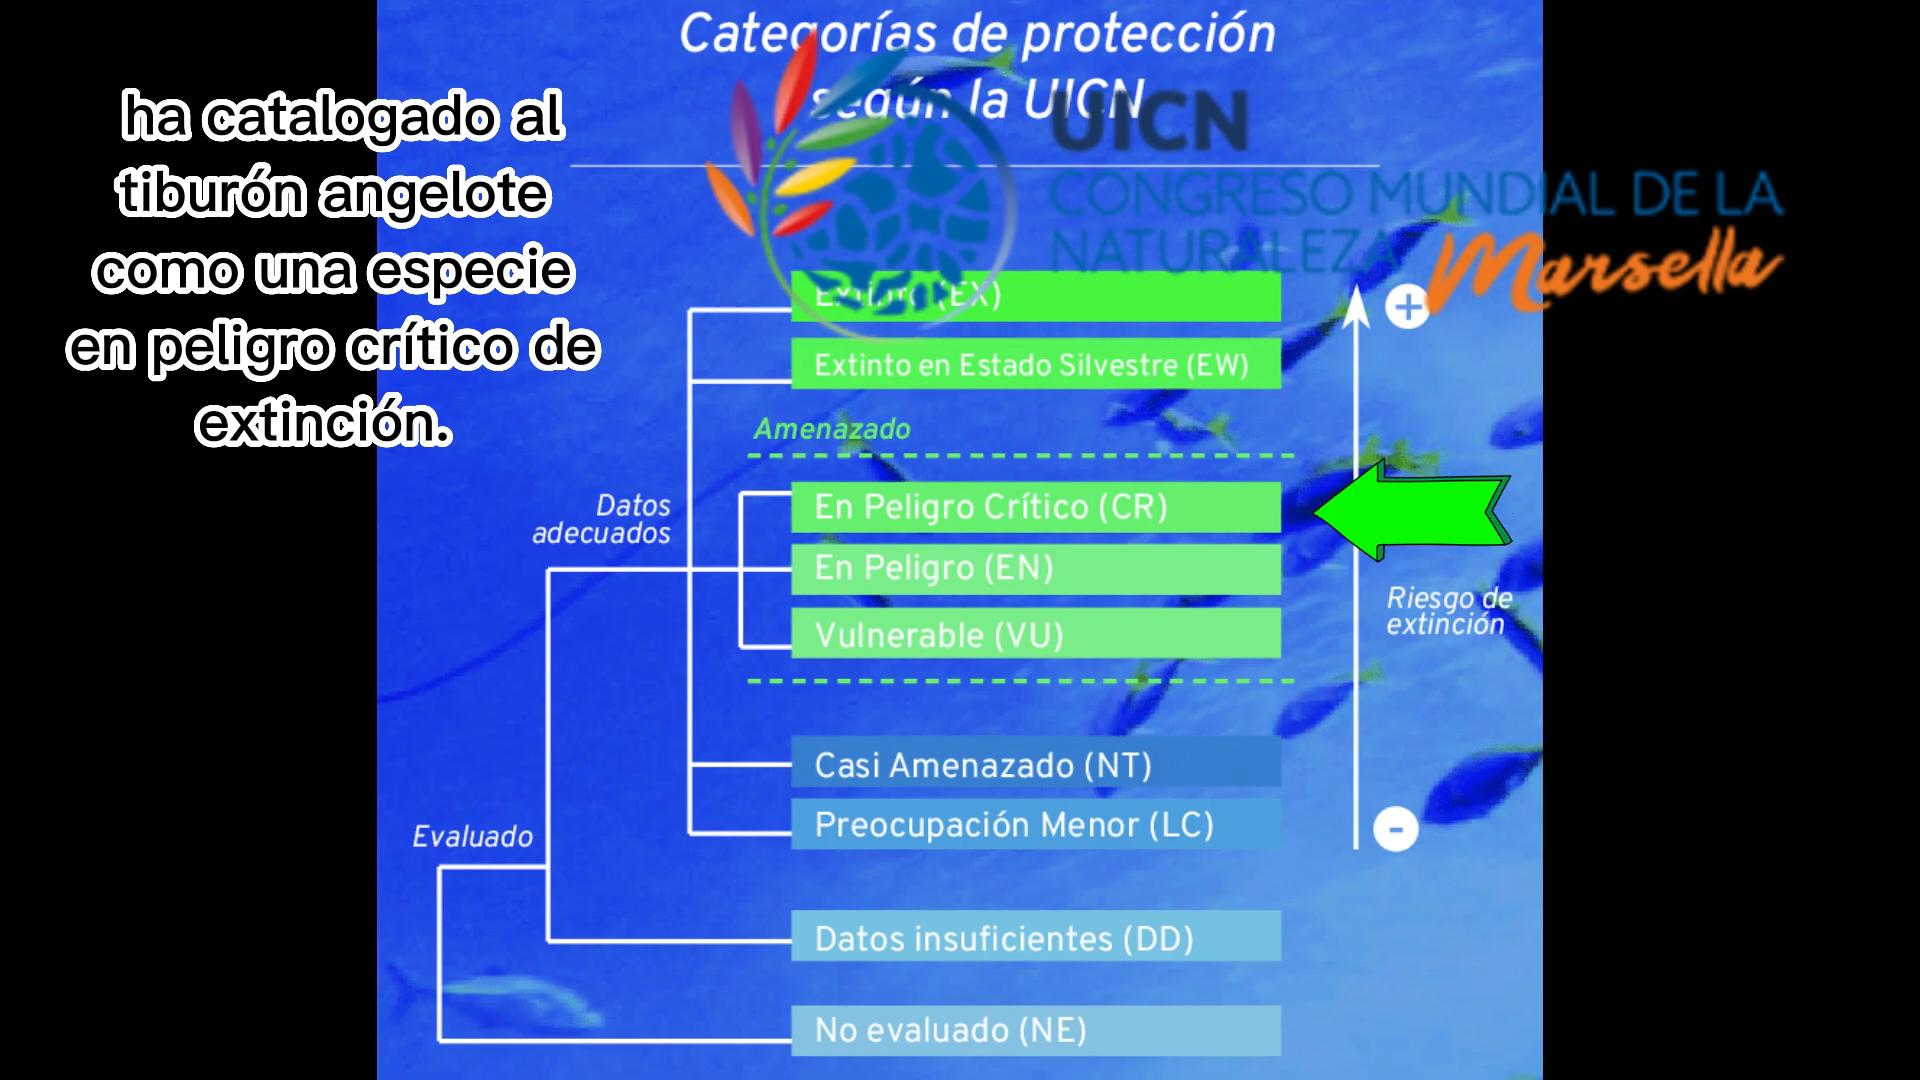 Categorías de protección
según la UICN
ha catalogado al
tiburón angelote
como una especie
en peligro crítico de
extinción.
UICN
CONGRESO MUNDIAL DE LA
NATURALEZA
Marsella
Extinto (EX)
+
Extinto en Estado Silvestre (EW)
Amenazado
Datos
adecuados
En Peligro Crítico (CR)
En Peligro (EN)
Vulnerable (VU)
Riesgo de
extinción
Casi Amenazado (NT)
Preocupación Menor (LC)
-
Evaluado
Datos insuficientes (DD)
No evaluado (NE)